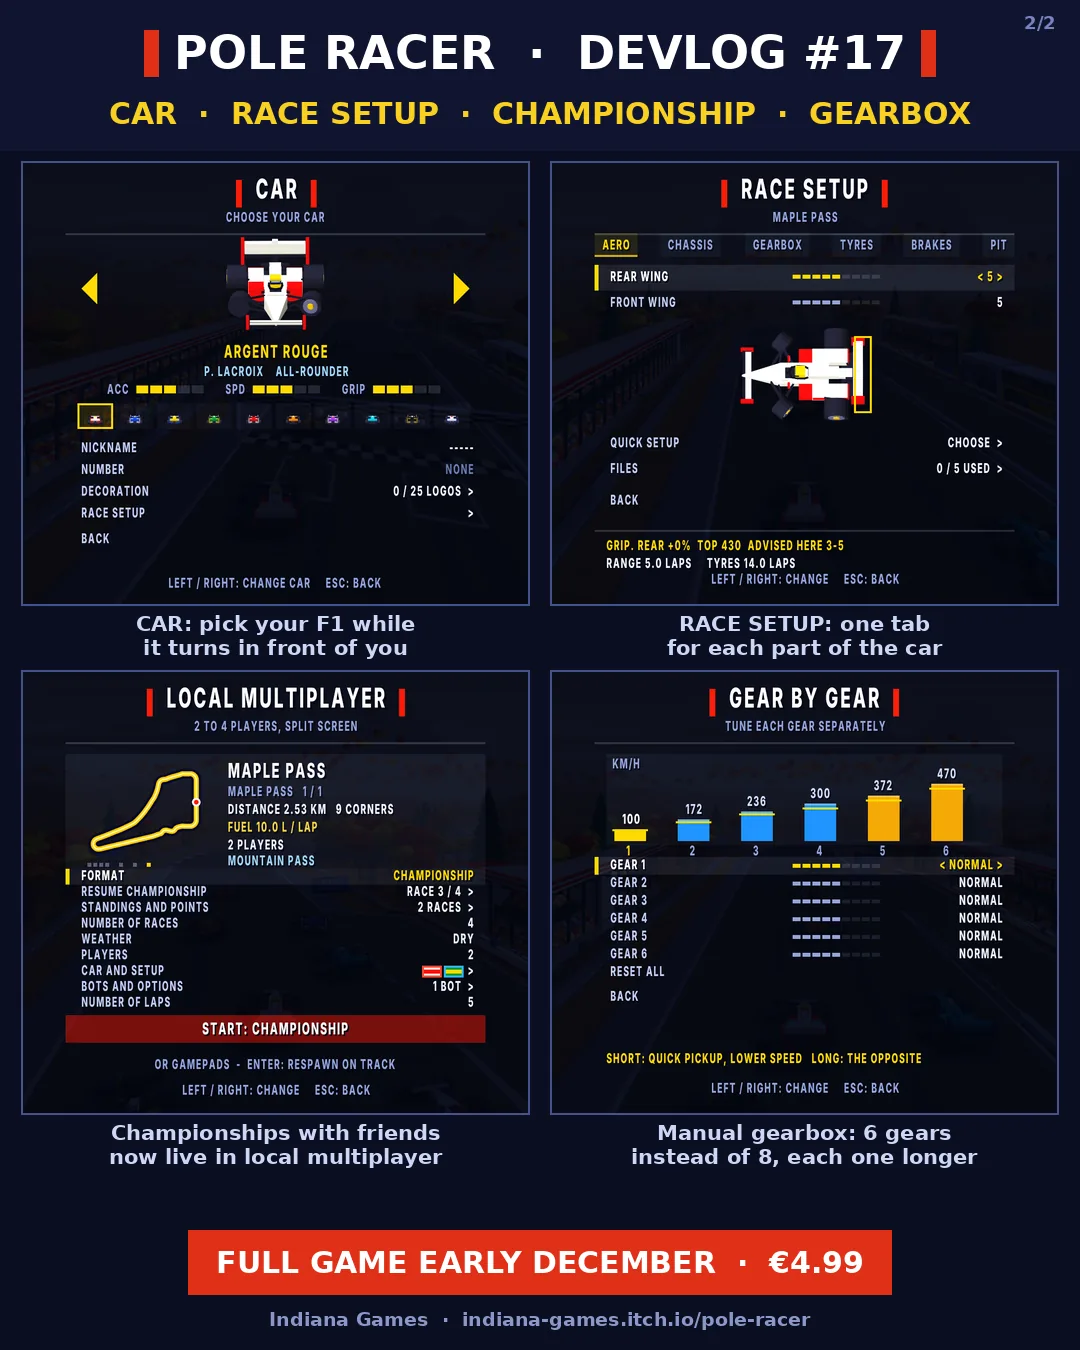 2/2
POLE RACER · DEVLOG #17
CAR · RACE SETUP · CHAMPIONSHIP · GEARBOX
CAR
CHOOSE YOUR CAR
ARGENT ROUGE
P. LACROIX ALL-ROUNDER
ACC SPD GRIP
NICKNAME -----
NUMBER NONE
DECORATION 0 / 25 LOGOS >
RACE SETUP >
BACK
LEFT / RIGHT: CHANGE CAR ESC: BACK
CAR: pick your F1 while
it turns in front of you
RACE SETUP
MAPLE PASS
AERO CHASSIS GEARBOX TYRES BRAKES PIT
REAR WING < 5 >
FRONT WING 5
QUICK SETUP CHOOSE >
FILES 0 / 5 USED >
BACK
GRIP. REAR +0% TOP 430 ADVISED HERE 3-5
RANGE 5.0 LAPS TYRES 14.0 LAPS
LEFT / RIGHT: CHANGE ESC: BACK
RACE SETUP: one tab
for each part of the car
LOCAL MULTIPLAYER
2 TO 4 PLAYERS, SPLIT SCREEN
MAPLE PASS
MAPLE PASS 1 / 1
DISTANCE 2.53 KM 9 CORNERS
FUEL 10.0 L / LAP
2 PLAYERS
MOUNTAIN PASS
FORMAT CHAMPIONSHIP
RESUME CHAMPIONSHIP RACE 3 / 4 >
STANDINGS AND POINTS 2 RACES >
NUMBER OF RACES 4
WEATHER DRY
PLAYERS 2
CAR AND SETUP >
BOTS AND OPTIONS 1 BOT >
NUMBER OF LAPS 5
START: CHAMPIONSHIP
OR GAMEPADS - ENTER: RESPAWN ON TRACK
LEFT / RIGHT: CHANGE ESC: BACK
Championships with friends
now live in local multiplayer
GEAR BY GEAR
TUNE EACH GEAR SEPARATELY
KM/H
100 172 236 300 372 470
1 2 3 4 5 6
GEAR 1 < NORMAL >
GEAR 2 NORMAL
GEAR 3 NORMAL
GEAR 4 NORMAL
GEAR 5 NORMAL
GEAR 6 NORMAL
RESET ALL
BACK
SHORT: QUICK PICKUP, LOWER SPEED LONG: THE OPPOSITE
LEFT / RIGHT: CHANGE ESC: BACK
Manual gearbox: 6 gears
instead of 8, each one longer
FULL GAME EARLY DECEMBER · €4.99
Indiana Games · indiana-games.itch.io/pole-racer